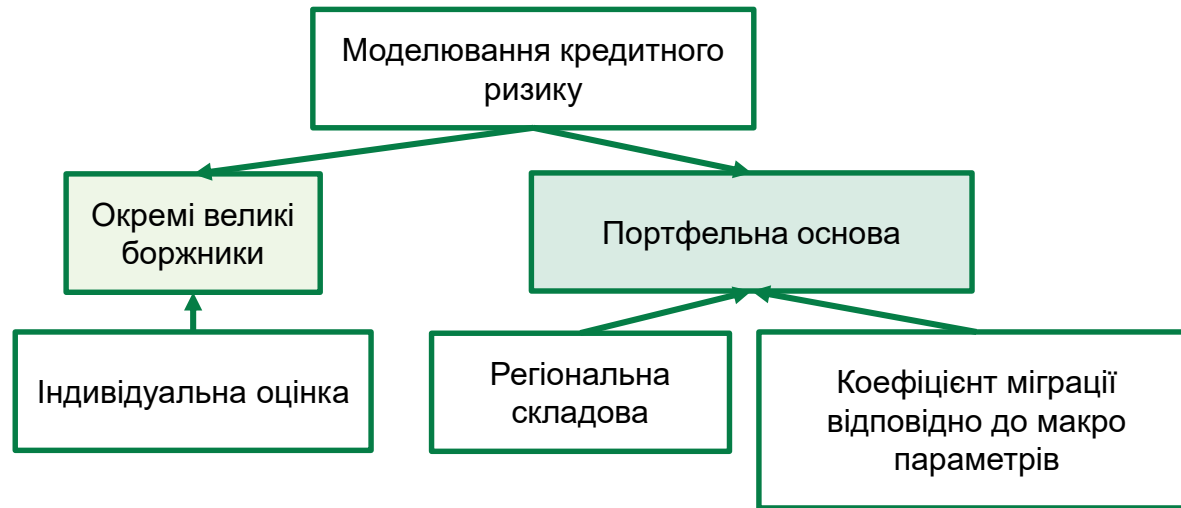 Моделювання кредитного
ризику
Окремі великі
боржники
Портфельна основа
Індивідуальна оцінка
Регіональна
складова
Коефіцієнт міграції
відповідно до макро
параметрів